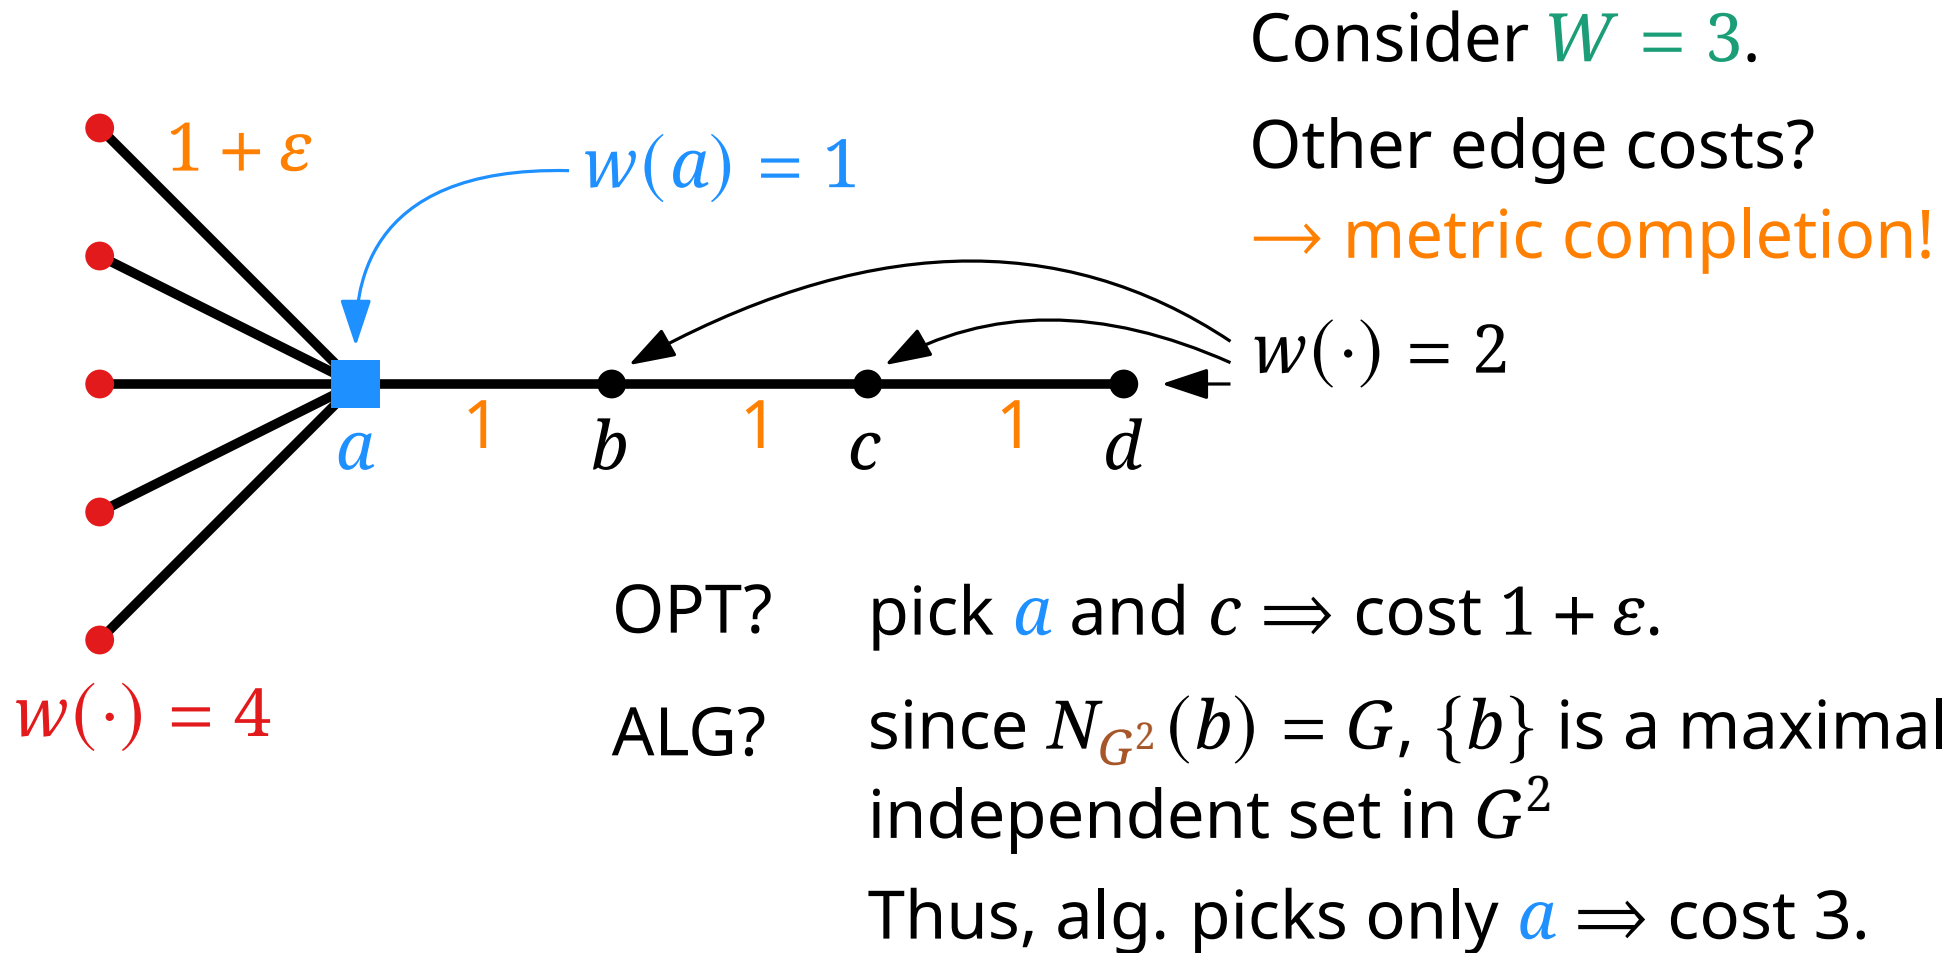 Consider W = 3.
Other edge costs?
→ metric completion!
1 + ε
w(a) = 1
w(·) = 2
1 1 1
a b c d
OPT? pick a and c ⟹ cost 1 + ε.
w(·) = 4
ALG? since N_{G²}(b) = G, {b} is a maximal
independent set in G²
Thus, alg. picks only a ⟹ cost 3.